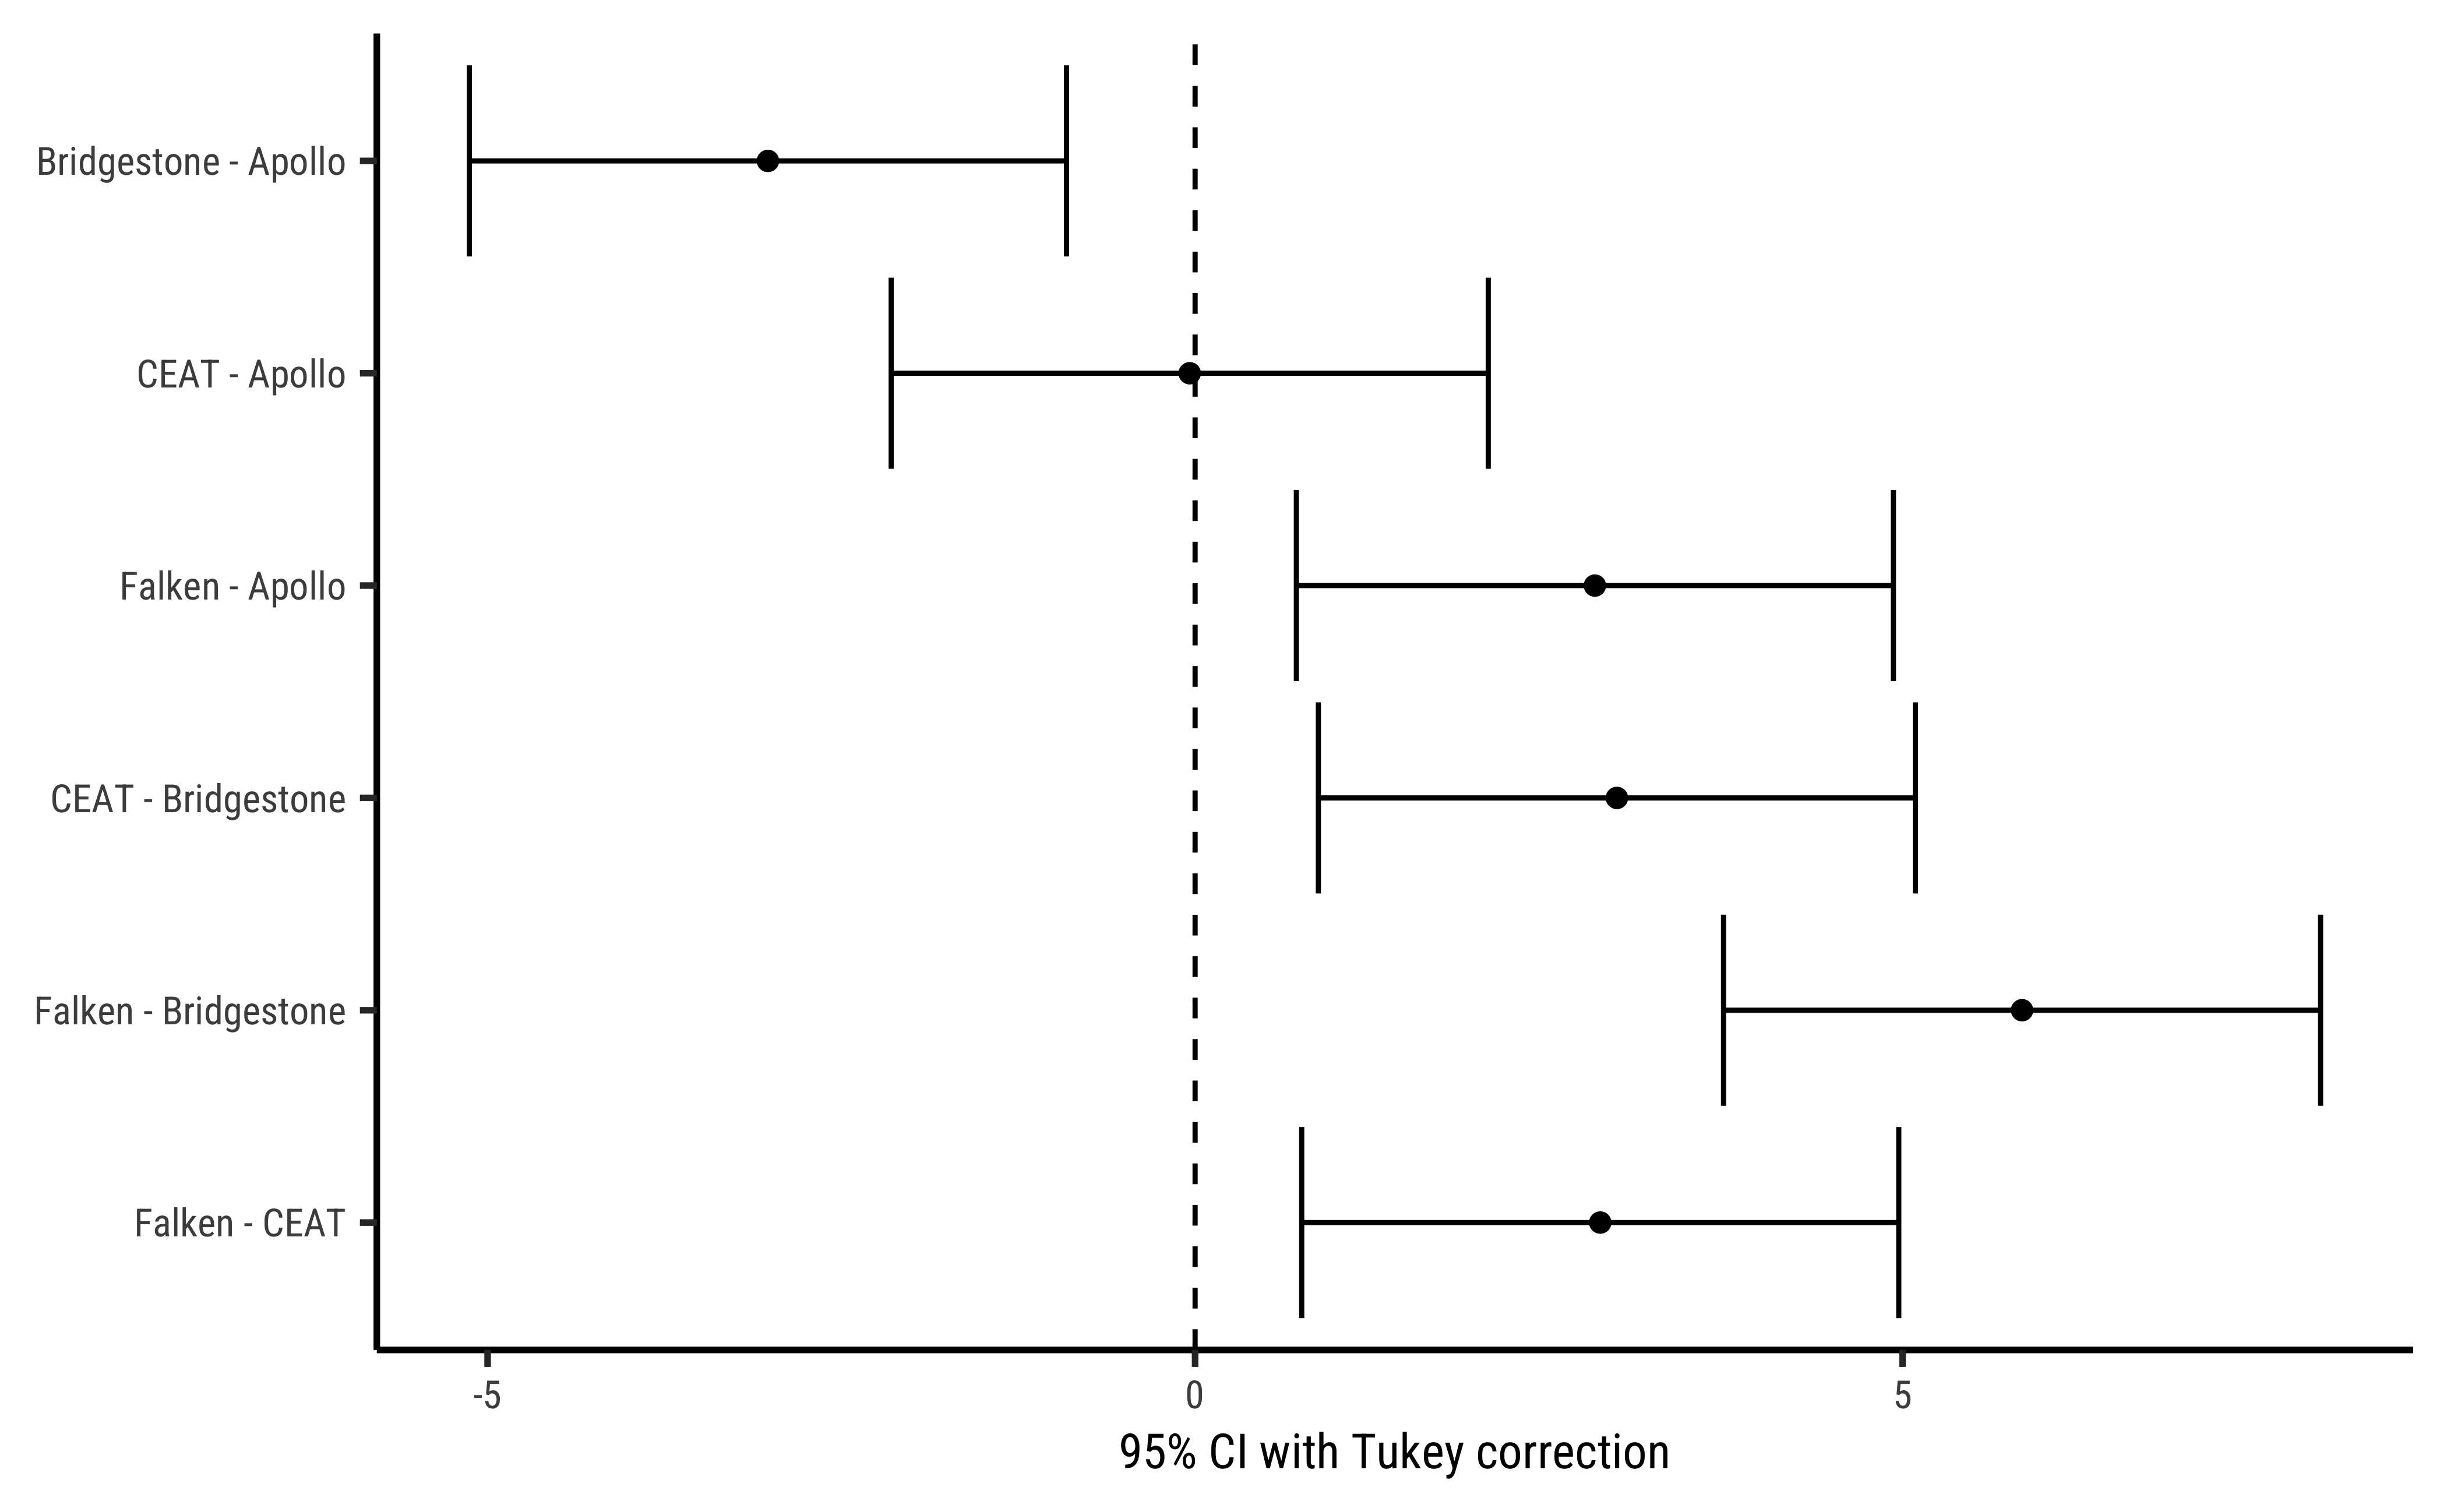 Bridgestone - Apollo
CEAT - Apollo
Falken - Apollo
CEAT - Bridgestone
Falken - Bridgestone
Falken - CEAT
-5
0
5
95% CI with Tukey correction